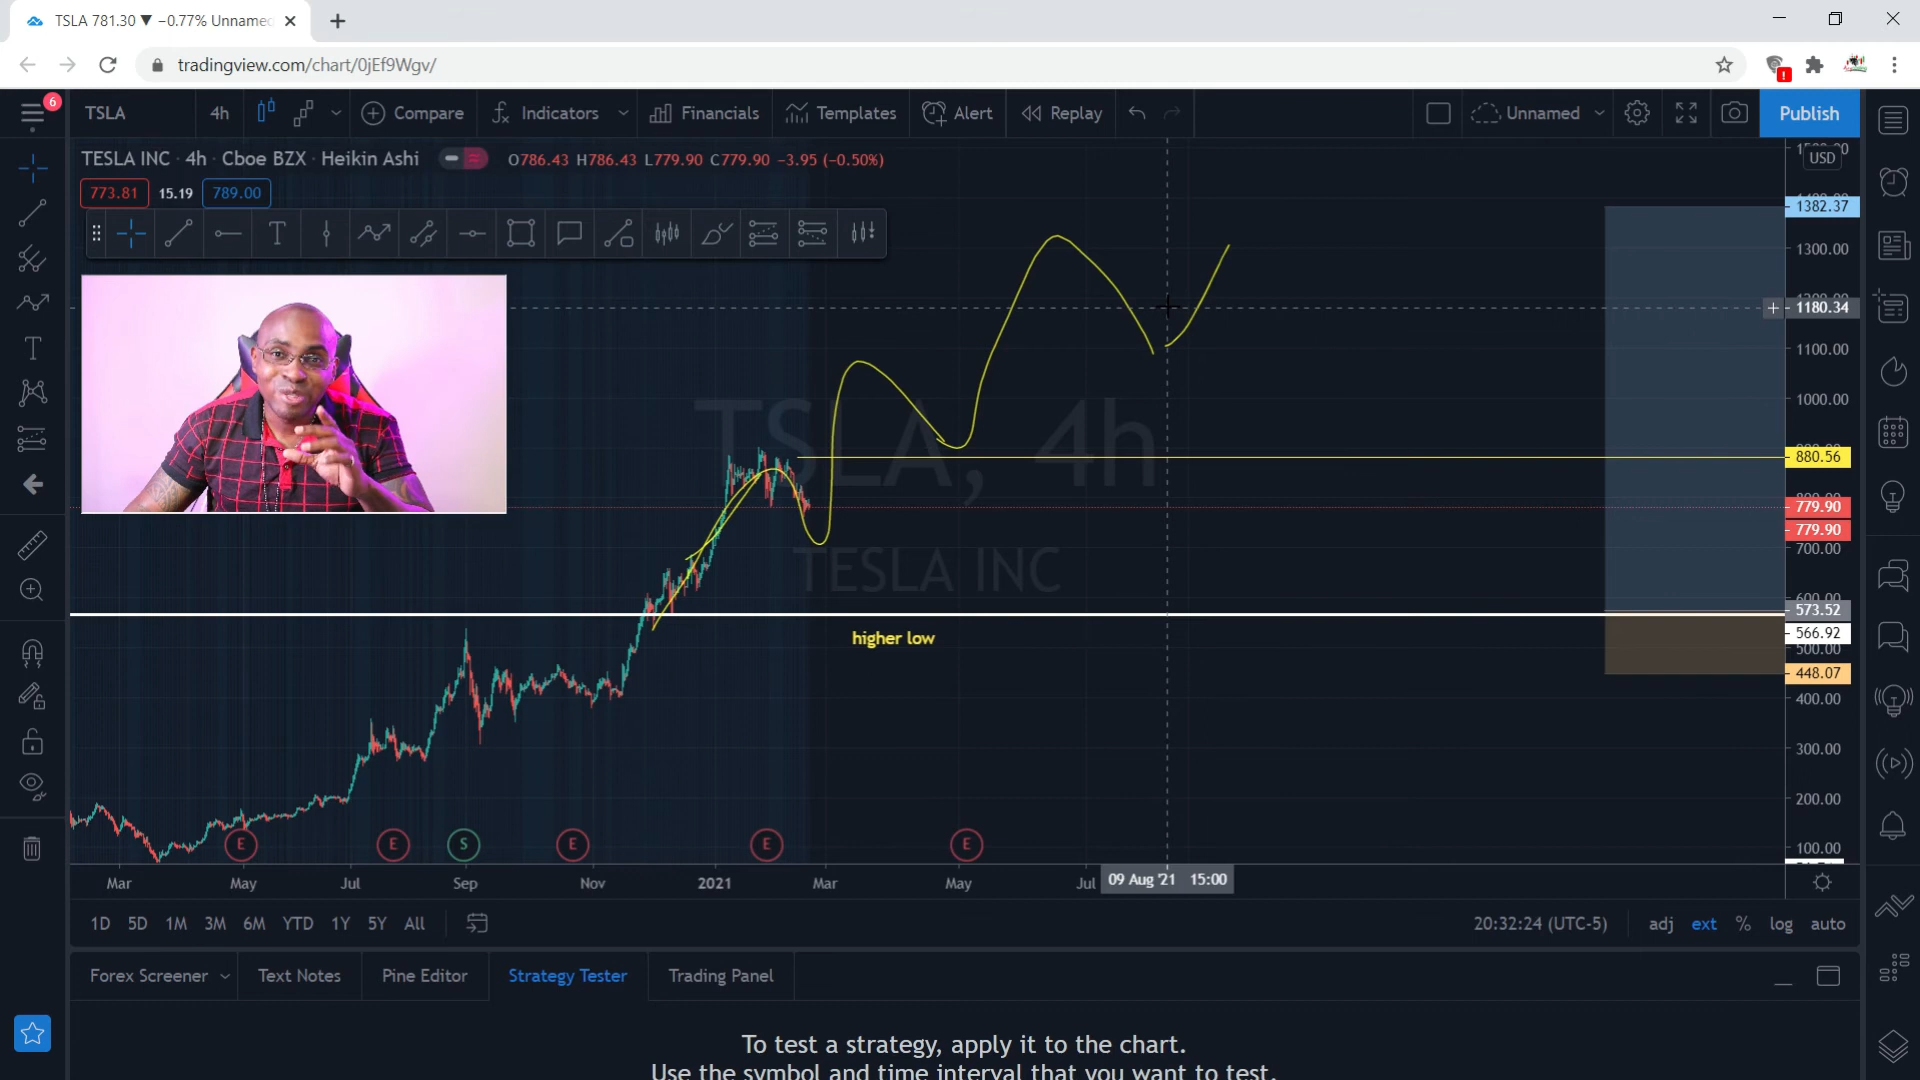 TSLA 781.30 ▼ −0.77% Unnamed
tradingview.com/chart/0jEf9Wgv/
6
TSLA 4h Compare Indicators Financials Templates Alert Replay Unnamed Publish
TESLA INC · 4h · Cboe BZX · Heikin Ashi O786.43 H786.43 L779.90 C779.90 −3.95 (−0.50%)
USD
773.81 15.19 789.00
1382.37
1300.00
1180.34
1100.00
1000.00
TSLA, 4h
880.56
779.90
779.90
700.00
TESLA INC
600.00
573.52
566.92
higher low
500.00
448.07
400.00
300.00
200.00
100.00
E E S E E E
Mar May Jul Sep Nov 2021 Mar May Jul 09 Aug '21 15:00
1D 5D 1M 3M 6M YTD 1Y 5Y All 20:32:24 (UTC-5) adj ext % log auto
Forex Screener Text Notes Pine Editor Strategy Tester Trading Panel
To test a strategy, apply it to the chart.
Use the symbol and time interval that you want to test.